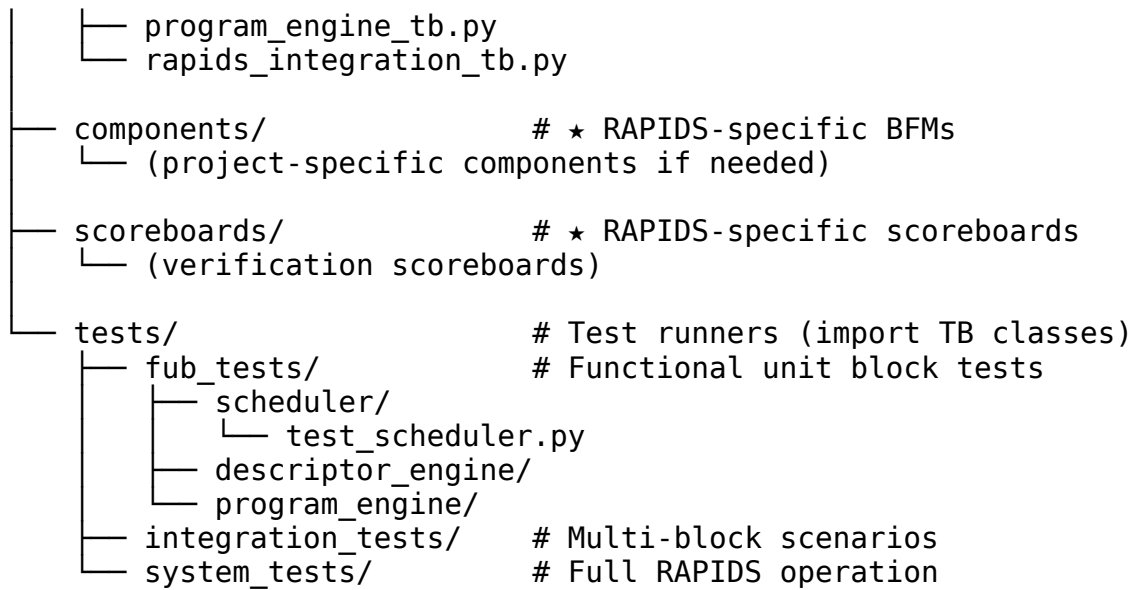 │   ├── program_engine_tb.py
│   └── rapids_integration_tb.py
│
├── components/              # ★ RAPIDS-specific BFMs
│   └── (project-specific components if needed)
│
├── scoreboards/             # ★ RAPIDS-specific scoreboards
│   └── (verification scoreboards)
│
└── tests/                   # Test runners (import TB classes)
    ├── fub_tests/           # Functional unit block tests
    │   ├── scheduler/
    │   │   └── test_scheduler.py
    │   ├── descriptor_engine/
    │   └── program_engine/
    ├── integration_tests/   # Multi-block scenarios
    └── system_tests/        # Full RAPIDS operation